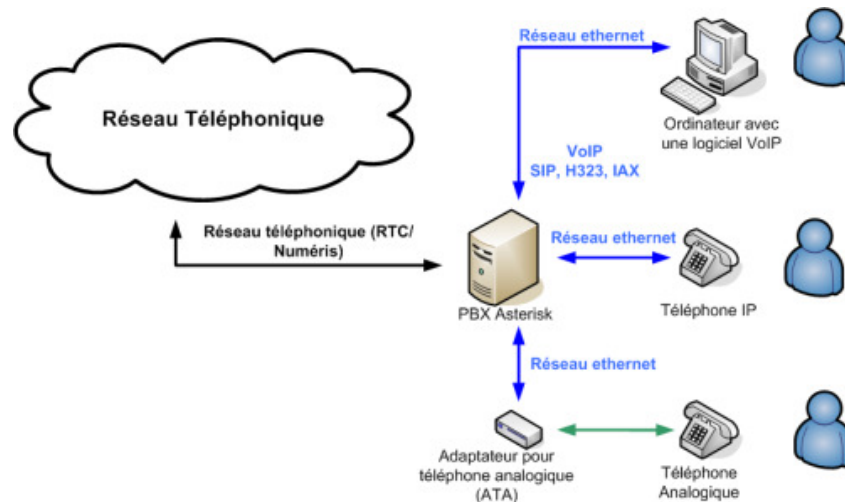 Réseau Téléphonique
Réseau ethernet
Ordinateur avec
une logiciel VoIP
VoIP
SIP, H323, IAX
Réseau téléphonique (RTC/
Numéris)
Réseau ethernet
PBX Asterisk
Téléphone IP
Réseau ethernet
Adaptateur pour
téléphone analogique
(ATA)
Téléphone
Analogique